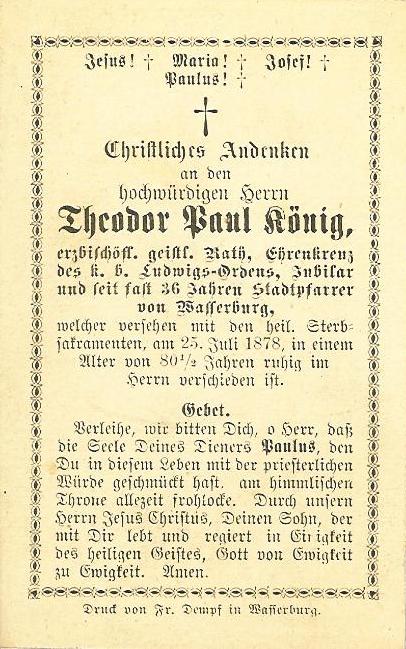 Jesus! † Maria! † Josef! †
Paulus! †
Christliches Andenken
an den
hochwürdigen Herrn
Theodor Paul König,
erzbischöfl. geistl. Rath, Ehrenkreuz
des k. b. Ludwigs-Ordens, Jubilar
und seit fast 36 Jahren Stadtpfarrer
von Wasserburg,
welcher versehen mit den heil. Sterb-
sakramenten, am 25. Juli 1878, in einem
Alter von 80 1/2 Jahren ruhig im
Herrn verschieden ist.
Gebet.
Verleihe, wir bitten Dich, o Herr, daß
die Seele Deines Dieners Paulus, den
Du in diesem Leben mit der priesterlichen
Würde geschmückt hast. am himmlischen
Throne allezeit frohlocke. Durch unsern
Herrn Jesus Christus, Deinen Sohn, der
mit Dir lebt und regiert in Einigkeit
des heiligen Geistes, Gott von Ewigkeit
zu Ewigkeit. Amen.
Druck von Fr. Dempf in Wasserburg.